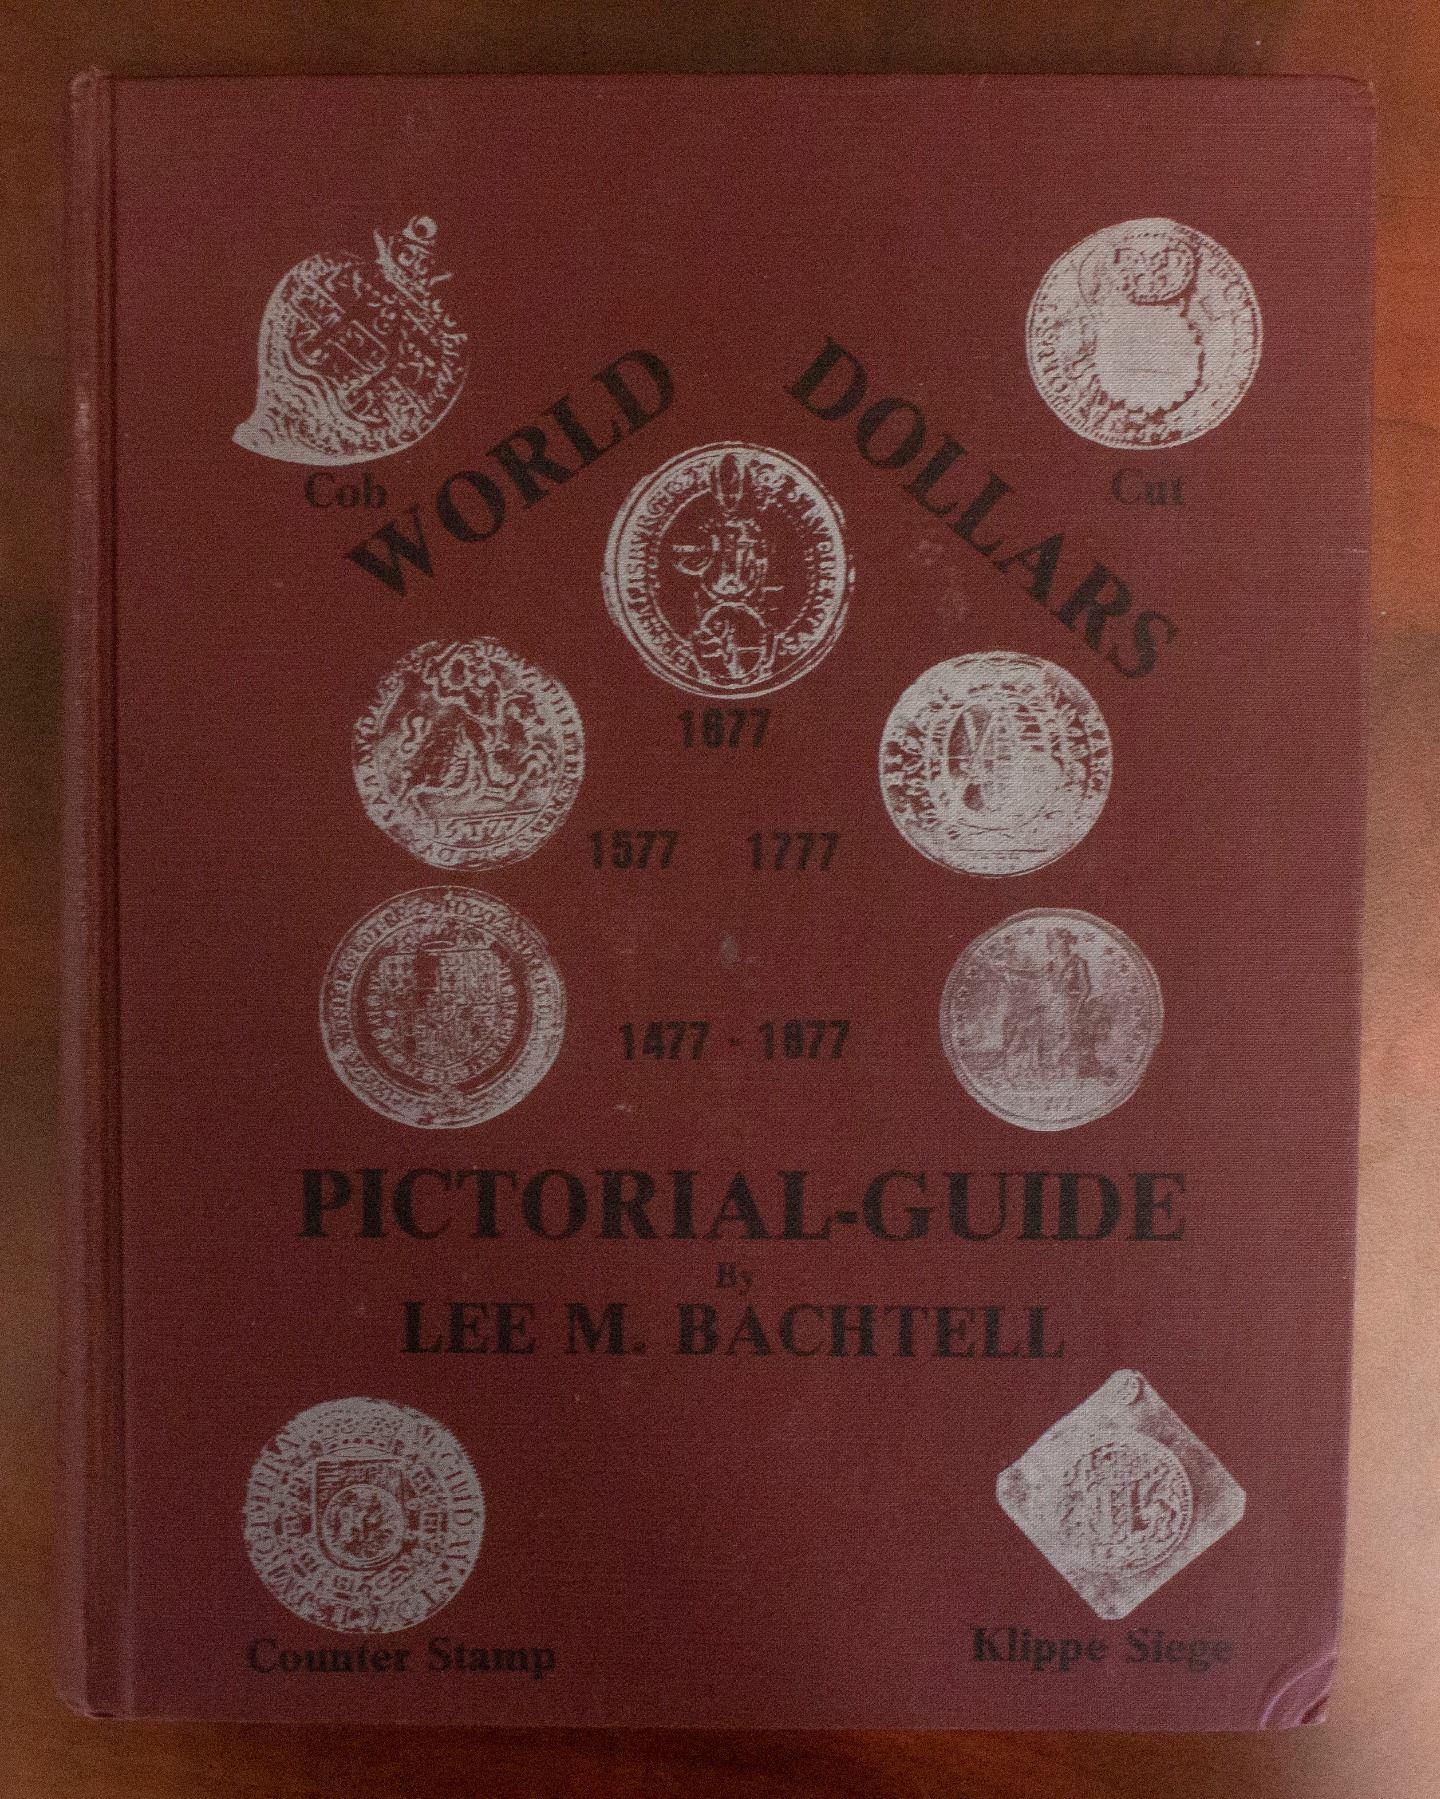 WORLD DOLLARS
Cob
Cut
1677
1577 1777
1477 - 1877
PICTORIAL-GUIDE
By
LEE M. BACHTELL
Counter Stamp
Klippe Siege